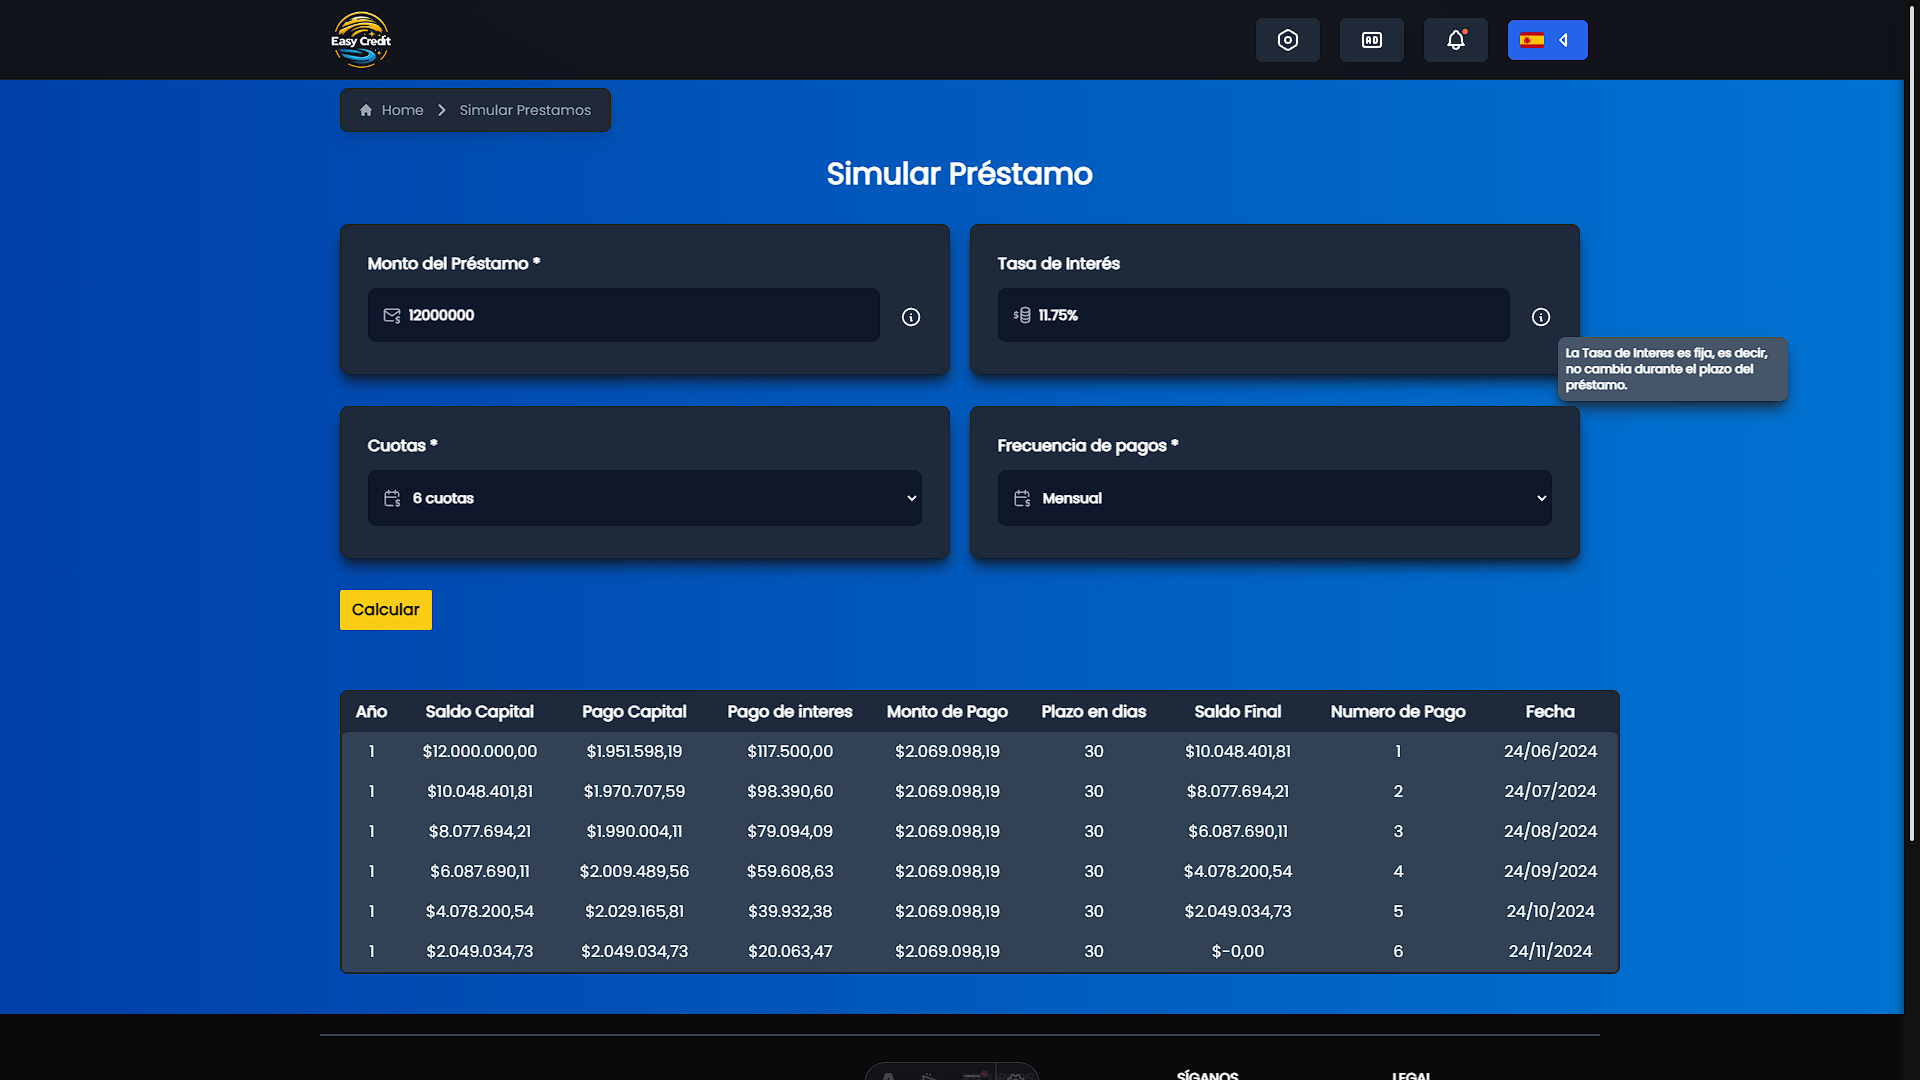 Easy Credit
AD
Home
Simular Prestamos
Simular Préstamo
Monto del Préstamo *
12000000
Tasa de Interés
11.75%
La Tasa de Interes es fija, es decir,
no cambia durante el plazo del
préstamo.
Cuotas *
6 cuotas
Frecuencia de pagos *
Mensual
Calcular
Año Saldo Capital Pago Capital Pago de interes Monto de Pago Plazo en dias Saldo Final Numero de Pago Fecha
1 $12.000.000,00 $1.951.598,19 $117.500,00 $2.069.098,19 30 $10.048.401,81 1 24/06/2024
1 $10.048.401,81 $1.970.707,59 $98.390,60 $2.069.098,19 30 $8.077.694,21 2 24/07/2024
1 $8.077.694,21 $1.990.004,11 $79.094,09 $2.069.098,19 30 $6.087.690,11 3 24/08/2024
1 $6.087.690,11 $2.009.489,56 $59.608,63 $2.069.098,19 30 $4.078.200,54 4 24/09/2024
1 $4.078.200,54 $2.029.165,81 $39.932,38 $2.069.098,19 30 $2.049.034,73 5 24/10/2024
1 $2.049.034,73 $2.049.034,73 $20.063,47 $2.069.098,19 30 $-0,00 6 24/11/2024
SÍGANOS
LEGAL